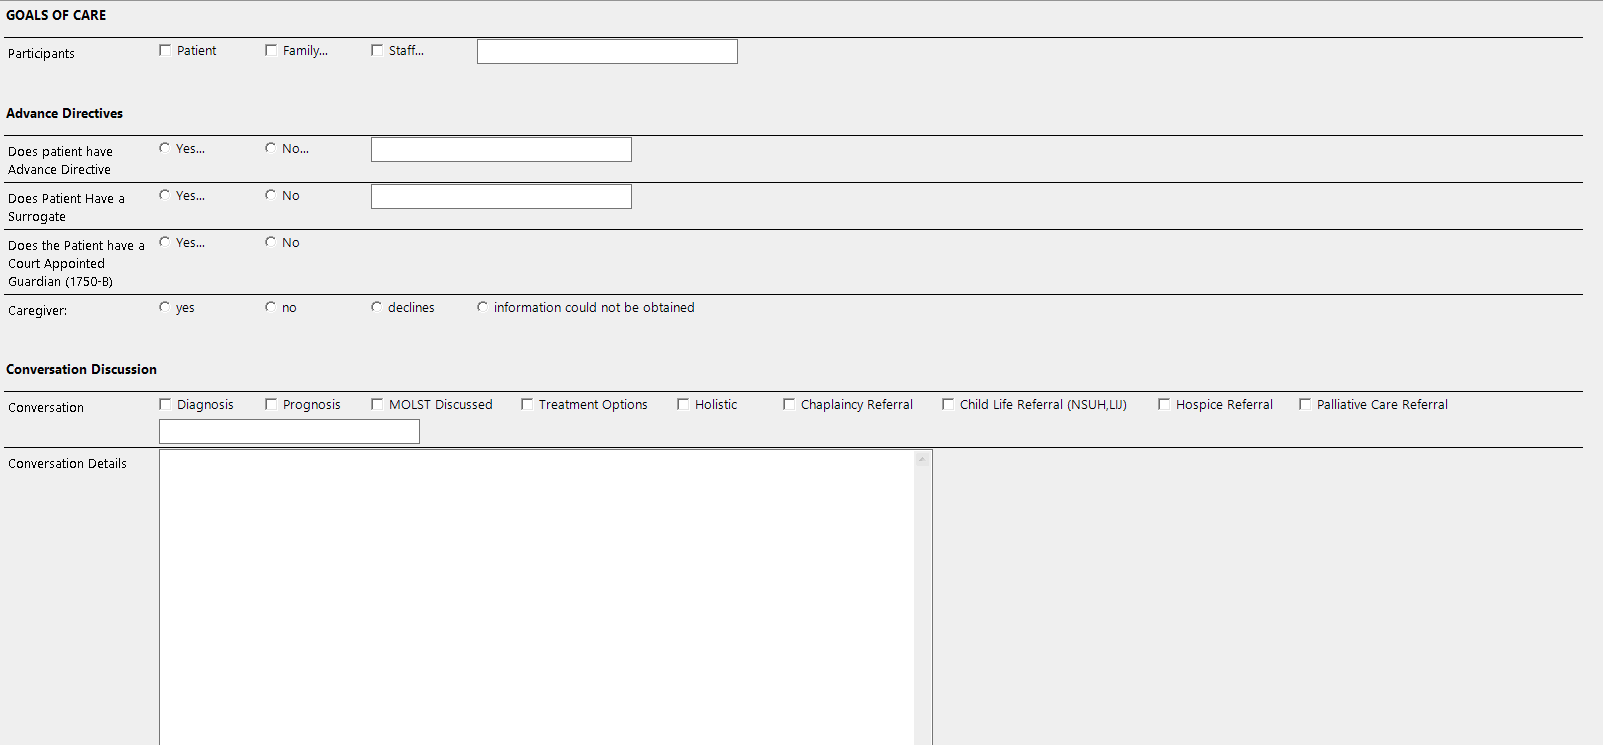 GOALS OF CARE
Participants Patient Family... Staff...
Advance Directives
Does patient have Yes... No...
Advance Directive
Does Patient Have a Yes... No
Surrogate
Does the Patient have a Yes... No
Court Appointed
Guardian (1750-B)
Caregiver: yes no declines information could not be obtained
Conversation Discussion
Conversation Diagnosis Prognosis MOLST Discussed Treatment Options Holistic Chaplaincy Referral Child Life Referral (NSUH,LIJ) Hospice Referral Palliative Care Referral
Conversation Details